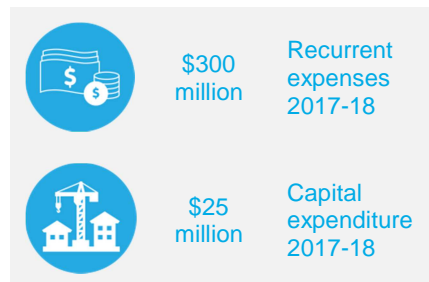 $
$
$300
million
Recurrent
expenses
2017-18
$25
million
Capital
expenditure
2017-18